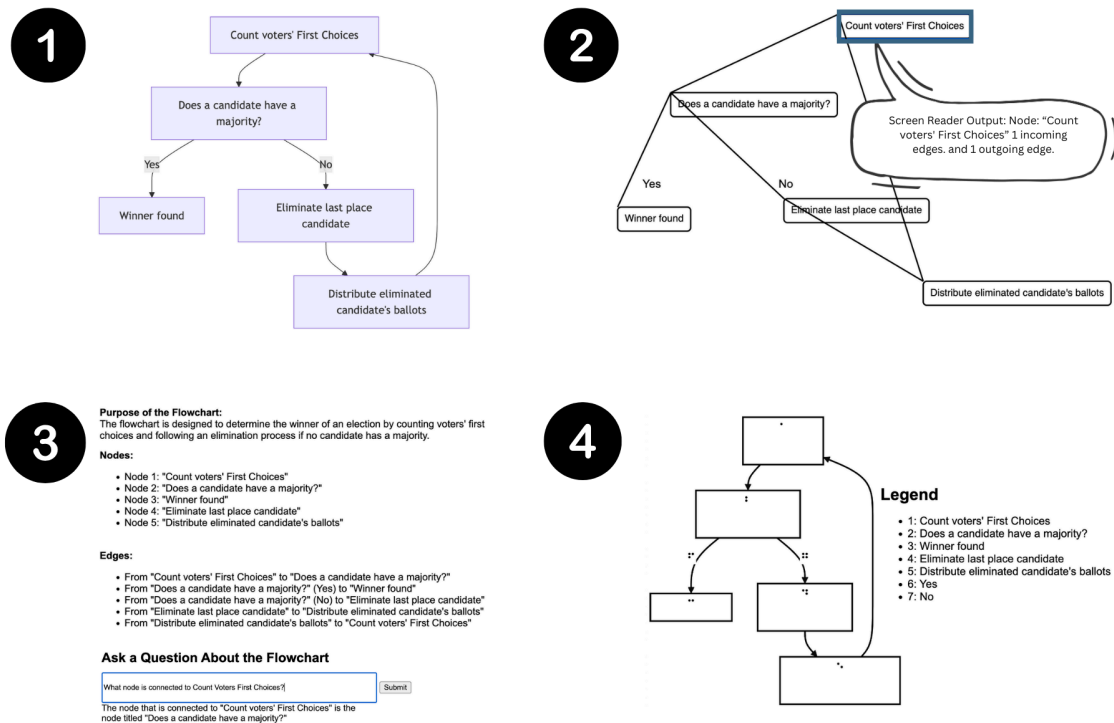 1
Count voters' First Choices
Does a candidate have a
majority?
Yes
No
Winner found
Eliminate last place
candidate
Distribute eliminated
candidate's ballots
2
Count voters' First Choices
Does a candidate have a majority?
Screen Reader Output: Node: “Count
voters' First Choices” 1 incoming
edges. and 1 outgoing edge.
Yes
No
Winner found
Eliminate last place candidate
Distribute eliminated candidate's ballots
3
Purpose of the Flowchart:
The flowchart is designed to determine the winner of an election by counting voters' first
choices and following an elimination process if no candidate has a majority.
Nodes:
• Node 1: "Count voters' First Choices"
• Node 2: "Does a candidate have a majority?"
• Node 3: "Winner found"
• Node 4: "Eliminate last place candidate"
• Node 5: "Distribute eliminated candidate's ballots"
Edges:
• From "Count voters' First Choices" to "Does a candidate have a majority?"
• From "Does a candidate have a majority?" (Yes) to "Winner found"
• From "Does a candidate have a majority?" (No) to "Eliminate last place candidate"
• From "Eliminate last place candidate" to "Distribute eliminated candidate's ballots"
• From "Distribute eliminated candidate's ballots" to "Count voters' First Choices"
Ask a Question About the Flowchart
What node is connected to Count Voters First Choices?
Submit
The node that is connected to "Count voters' First Choices" is the
node titled "Does a candidate have a majority?"
4
Legend
• 1: Count voters' First Choices
• 2: Does a candidate have a majority?
• 3: Winner found
• 4: Eliminate last place candidate
• 5: Distribute eliminated candidate's ballots
• 6: Yes
• 7: No